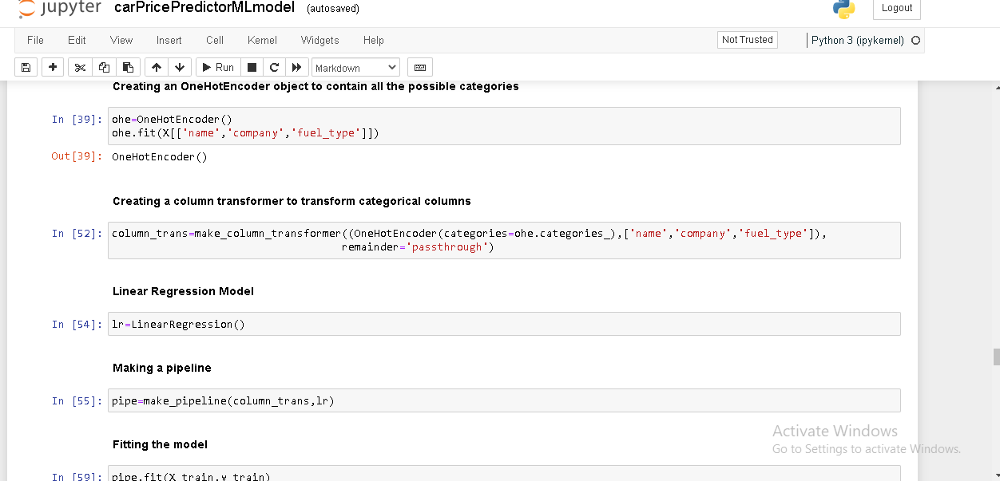 jupyter carPricePredictorMLmodel (autosaved)
Logout
File Edit View Insert Cell Kernel Widgets Help
Not Trusted
Python 3 (ipykernel)
Run
Markdown
Creating an OneHotEncoder object to contain all the possible categories
In [39]: ohe=OneHotEncoder()
ohe.fit(X[['name','company','fuel_type']])
Out[39]: OneHotEncoder()
Creating a column transformer to transform categorical columns
In [52]: column_trans=make_column_transformer((OneHotEncoder(categories=ohe.categories_),['name','company','fuel_type']),
remainder='passthrough')
Linear Regression Model
In [54]: lr=LinearRegression()
Making a pipeline
In [55]: pipe=make_pipeline(column_trans,lr)
Fitting the model
In [59]: pipe.fit(X_train,y_train)
Activate Windows
Go to Settings to activate Windows.